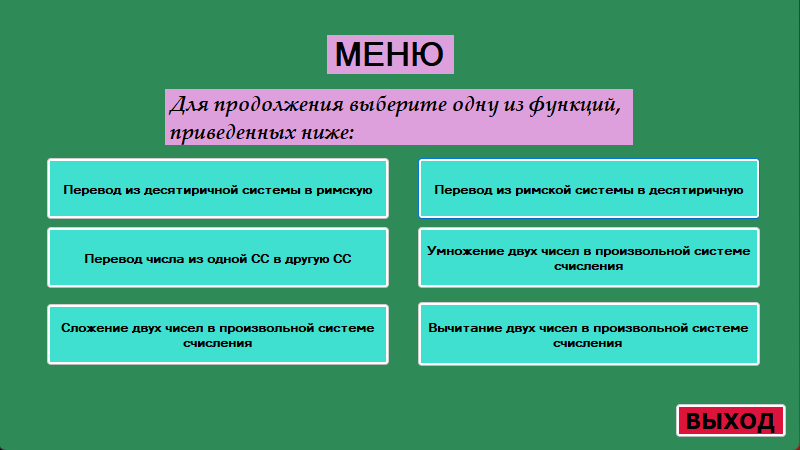 МЕНЮ
Для продолжения выберите одну из функций,
приведенных ниже:
Перевод из десятиричной системы в римскую
Перевод из римской системы в десятиричную
Перевод числа из одной СС в другую СС
Умножение двух чисел в произвольной системе
счисления
Сложение двух чисел в произвольной системе
счисления
Вычитание двух чисел в произвольной системе
счисления
ВЫХОД